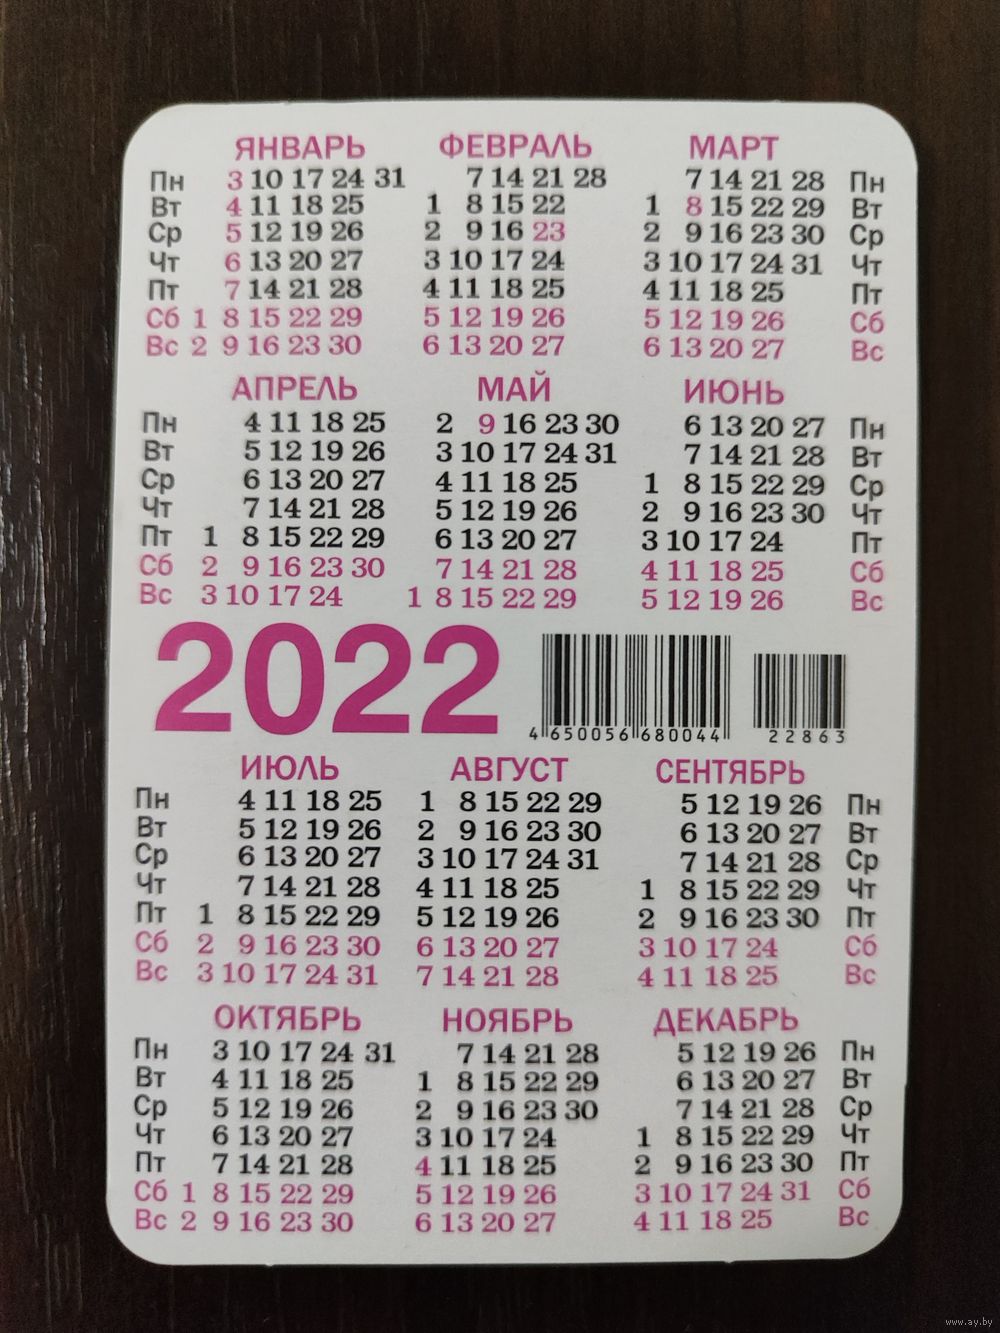 ЯНВАРЬ ФЕВРАЛЬ МАРТ
Пн 3 10 17 24 31 7 14 21 28 7 14 21 28 Пн
Вт 4 11 18 25 1 8 15 22 1 8 15 22 29 Вт
Ср 5 12 19 26 2 9 16 23 2 9 16 23 30 Ср
Чт 6 13 20 27 3 10 17 24 3 10 17 24 31 Чт
Пт 7 14 21 28 4 11 18 25 4 11 18 25 Пт
Сб 1 8 15 22 29 5 12 19 26 5 12 19 26 Сб
Вс 2 9 16 23 30 6 13 20 27 6 13 20 27 Вс
АПРЕЛЬ МАЙ ИЮНЬ
Пн 4 11 18 25 2 9 16 23 30 6 13 20 27 Пн
Вт 5 12 19 26 3 10 17 24 31 7 14 21 28 Вт
Ср 6 13 20 27 4 11 18 25 1 8 15 22 29 Ср
Чт 7 14 21 28 5 12 19 26 2 9 16 23 30 Чт
Пт 1 8 15 22 29 6 13 20 27 3 10 17 24 Пт
Сб 2 9 16 23 30 7 14 21 28 4 11 18 25 Сб
Вс 3 10 17 24 1 8 15 22 29 5 12 19 26 Вс
2022
4 650056 680044 22863
ИЮЛЬ АВГУСТ СЕНТЯБРЬ
Пн 4 11 18 25 1 8 15 22 29 5 12 19 26 Пн
Вт 5 12 19 26 2 9 16 23 30 6 13 20 27 Вт
Ср 6 13 20 27 3 10 17 24 31 7 14 21 28 Ср
Чт 7 14 21 28 4 11 18 25 1 8 15 22 29 Чт
Пт 1 8 15 22 29 5 12 19 26 2 9 16 23 30 Пт
Сб 2 9 16 23 30 6 13 20 27 3 10 17 24 Сб
Вс 3 10 17 24 31 7 14 21 28 4 11 18 25 Вс
ОКТЯБРЬ НОЯБРЬ ДЕКАБРЬ
Пн 3 10 17 24 31 7 14 21 28 5 12 19 26 Пн
Вт 4 11 18 25 1 8 15 22 29 6 13 20 27 Вт
Ср 5 12 19 26 2 9 16 23 30 7 14 21 28 Ср
Чт 6 13 20 27 3 10 17 24 1 8 15 22 29 Чт
Пт 7 14 21 28 4 11 18 25 2 9 16 23 30 Пт
Сб 1 8 15 22 29 5 12 19 26 3 10 17 24 31 Сб
Вс 2 9 16 23 30 6 13 20 27 4 11 18 25 Вс
www.ay.by